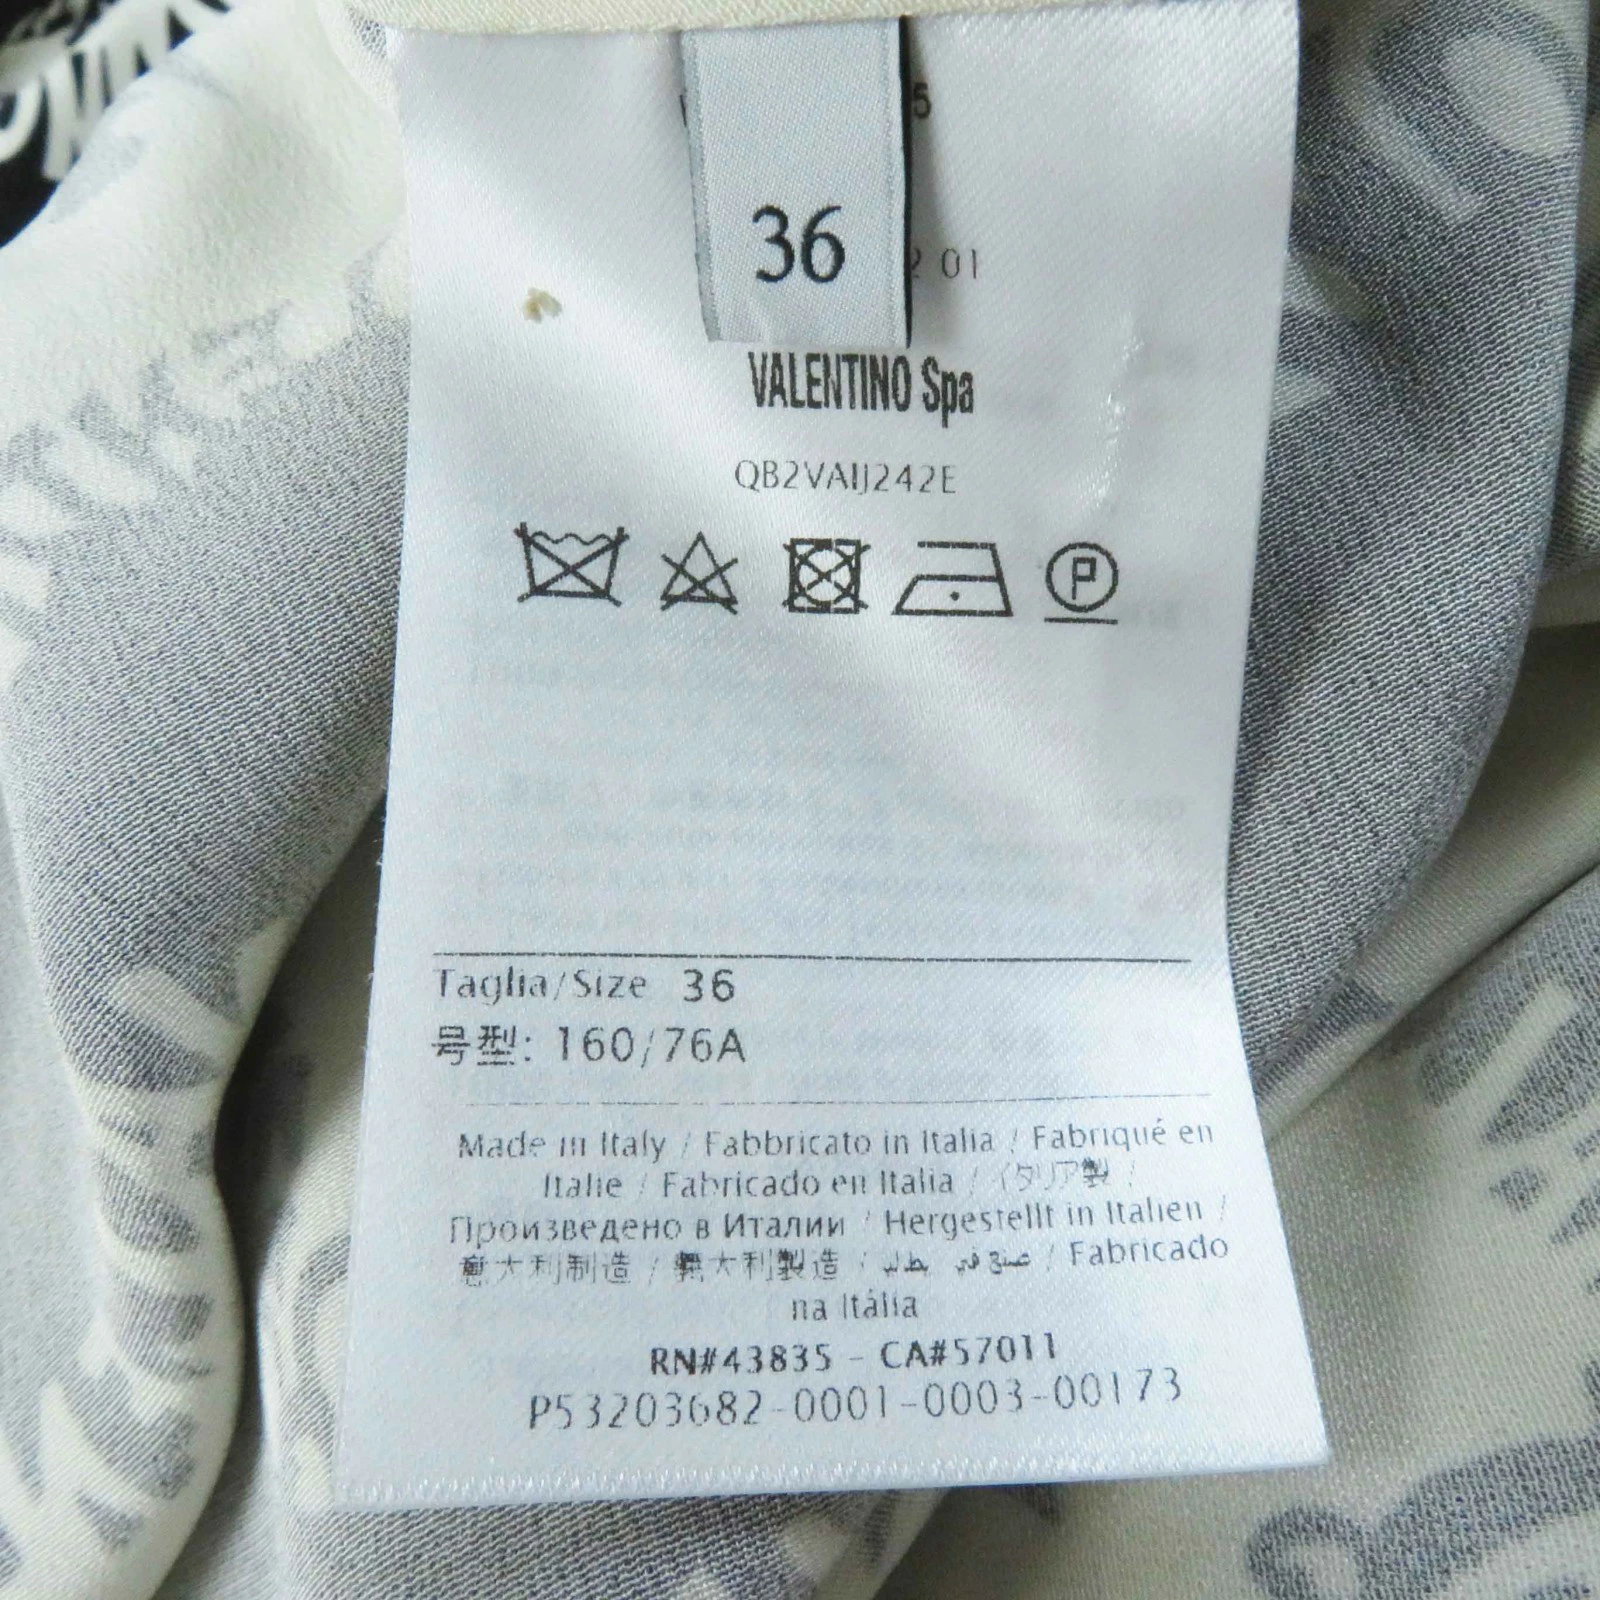 5
36
2 01
VALENTINO Spa
QB2VAIJ242E
P
Taglia/Size 36
号型: 160/76A
Made in Italy / Fabbricato in Italia / Fabriqué en
Italie / Fabricado en Italia / イタリア製 /
Произведено в Италии / Hergestellt in Italien /
意大利制造 / 義大利製造 / صنع في إيطاليا / Fabricado
na Itália
RN#43835 - CA#57011
P53203682-0001-0003-00173